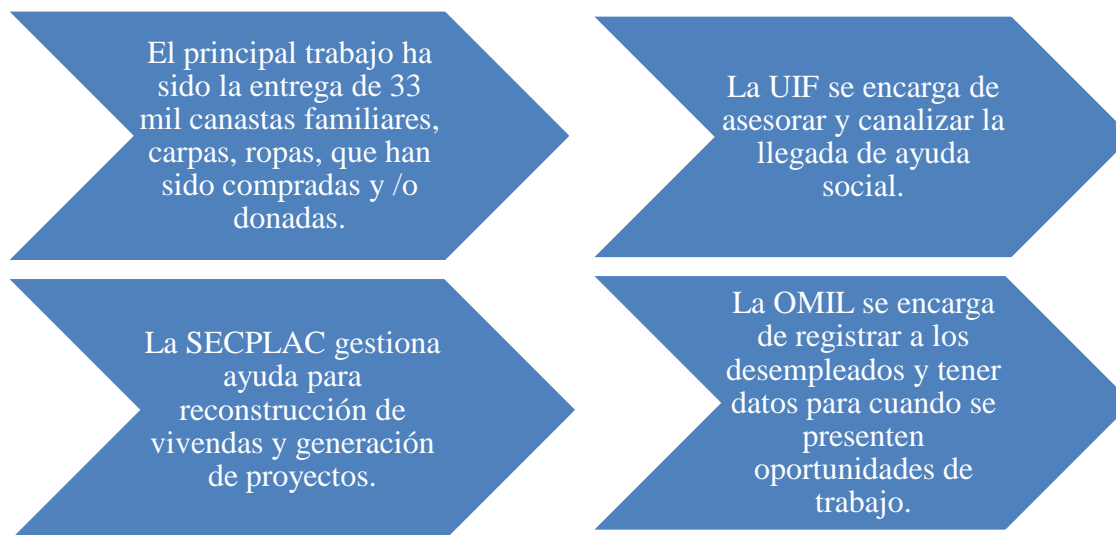 El principal trabajo ha
sido la entrega de 33
mil canastas familiares,
carpas, ropas, que han
sido compradas y /o
donadas.
La UIF se encarga de
asesorar y canalizar la
llegada de ayuda
social.
La SECPLAC gestiona
ayuda para
reconstrucción de
viviendas y generación
de proyectos.
La OMIL se encarga
de registrar a los
desempleados y tener
datos para cuando se
presenten
oportunidades de
trabajo.